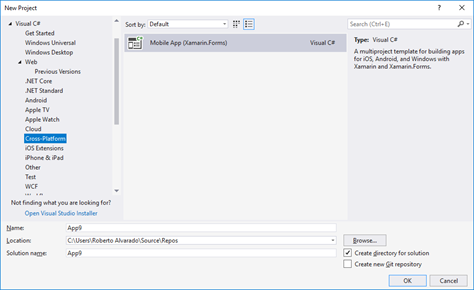 New Project
? ×
Visual C#
Get Started
Windows Universal
Windows Desktop
Web
Previous Versions
.NET Core
.NET Standard
Android
Apple TV
Apple Watch
Cloud
Cross-Platform
iOS Extensions
iPhone & iPad
Other
Test
WCF
Not finding what you are looking for?
Open Visual Studio Installer
Sort by: Default
Mobile App (Xamarin.Forms) Visual C#
Search (Ctrl+E)
Type: Visual C#
A multiproject template for building apps
for iOS, Android, and Windows with
Xamarin and Xamarin.Forms.
Name: App9
Location: C:\Users\Roberto Alvarado\Source\Repos
Browse...
Solution name: App9
Create directory for solution
Create new Git repository
OK Cancel